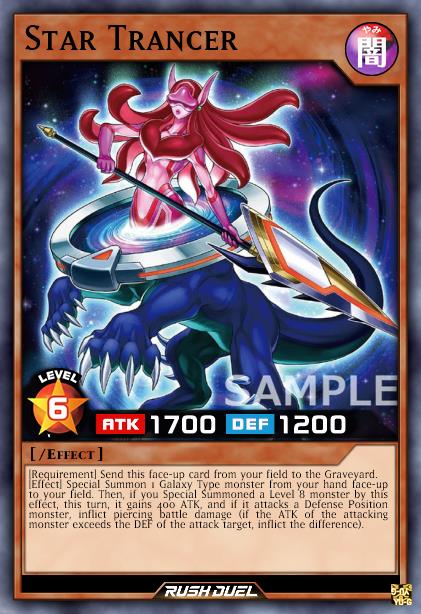 Star Trancer
やみ
闇
LEVEL
6
SAMPLE
ATK 1700 DEF 1200
[ /Effect ]
[Requirement] Send this face-up card from your field to the Graveyard.
[Effect] Special Summon 1 Galaxy Type monster from your hand face-up
to your field. Then, if you Special Summoned a Level 8 monster by this
effect, this turn, it gains 400 ATK, and if it attacks a Defense Position
monster, inflict piercing battle damage (if the ATK of the attacking
monster exceeds the DEF of the attack target, inflict the difference).
RUSH DUEL